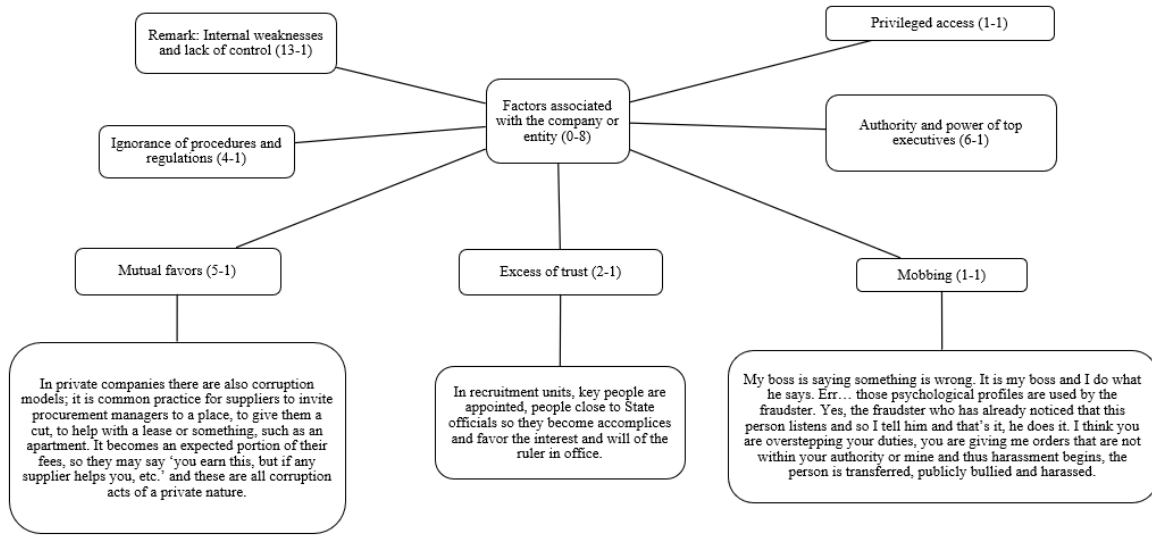 Remark: Internal weaknesses
and lack of control (13-1)
Privileged access (1-1)
Factors associated
with the company or
entity (0-8)
Ignorance of procedures and
regulations (4-1)
Authority and power of top
executives (6-1)
Mutual favors (5-1)
Excess of trust (2-1)
Mobbing (1-1)
In private companies there are also corruption
models; it is common practice for suppliers to invite
procurement managers to a place, to give them a
cut, to help with a lease or something, such as an
apartment. It becomes an expected portion of their
fees, so they may say ‘you earn this, but if any
supplier helps you, etc.’ and these are all corruption
acts of a private nature.
In recruitment units, key people are
appointed, people close to State
officials so they become accomplices
and favor the interest and will of the
ruler in office.
My boss is saying something is wrong. It is my boss and I do what
he says. Err… those psychological profiles are used by the
fraudster. Yes, the fraudster who has already noticed that this
person listens and so I tell him and that’s it, he does it. I think you
are overstepping your duties, you are giving me orders that are not
within your authority or mine and thus harassment begins, the
person is transferred, publicly bullied and harassed.